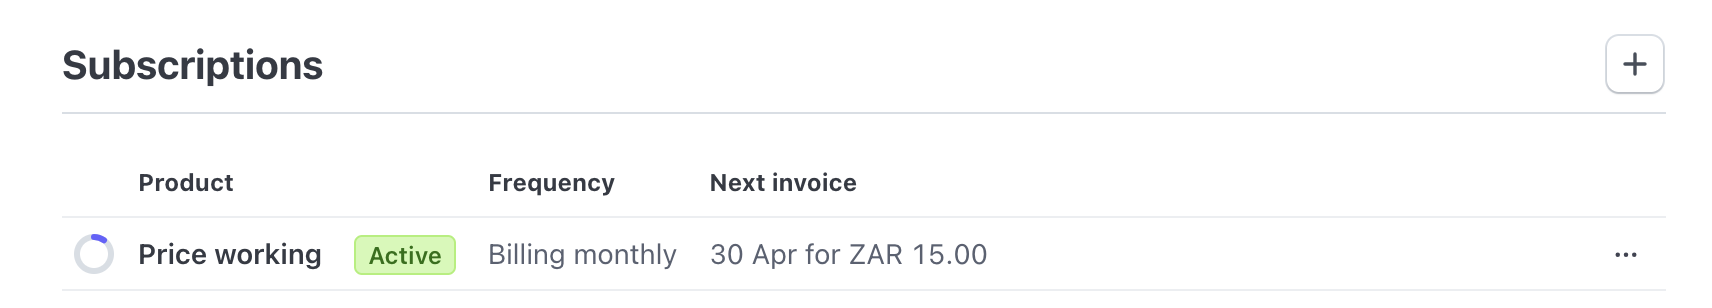 Subscriptions
Product Frequency Next invoice
Price working Active Billing monthly 30 Apr for ZAR 15.00